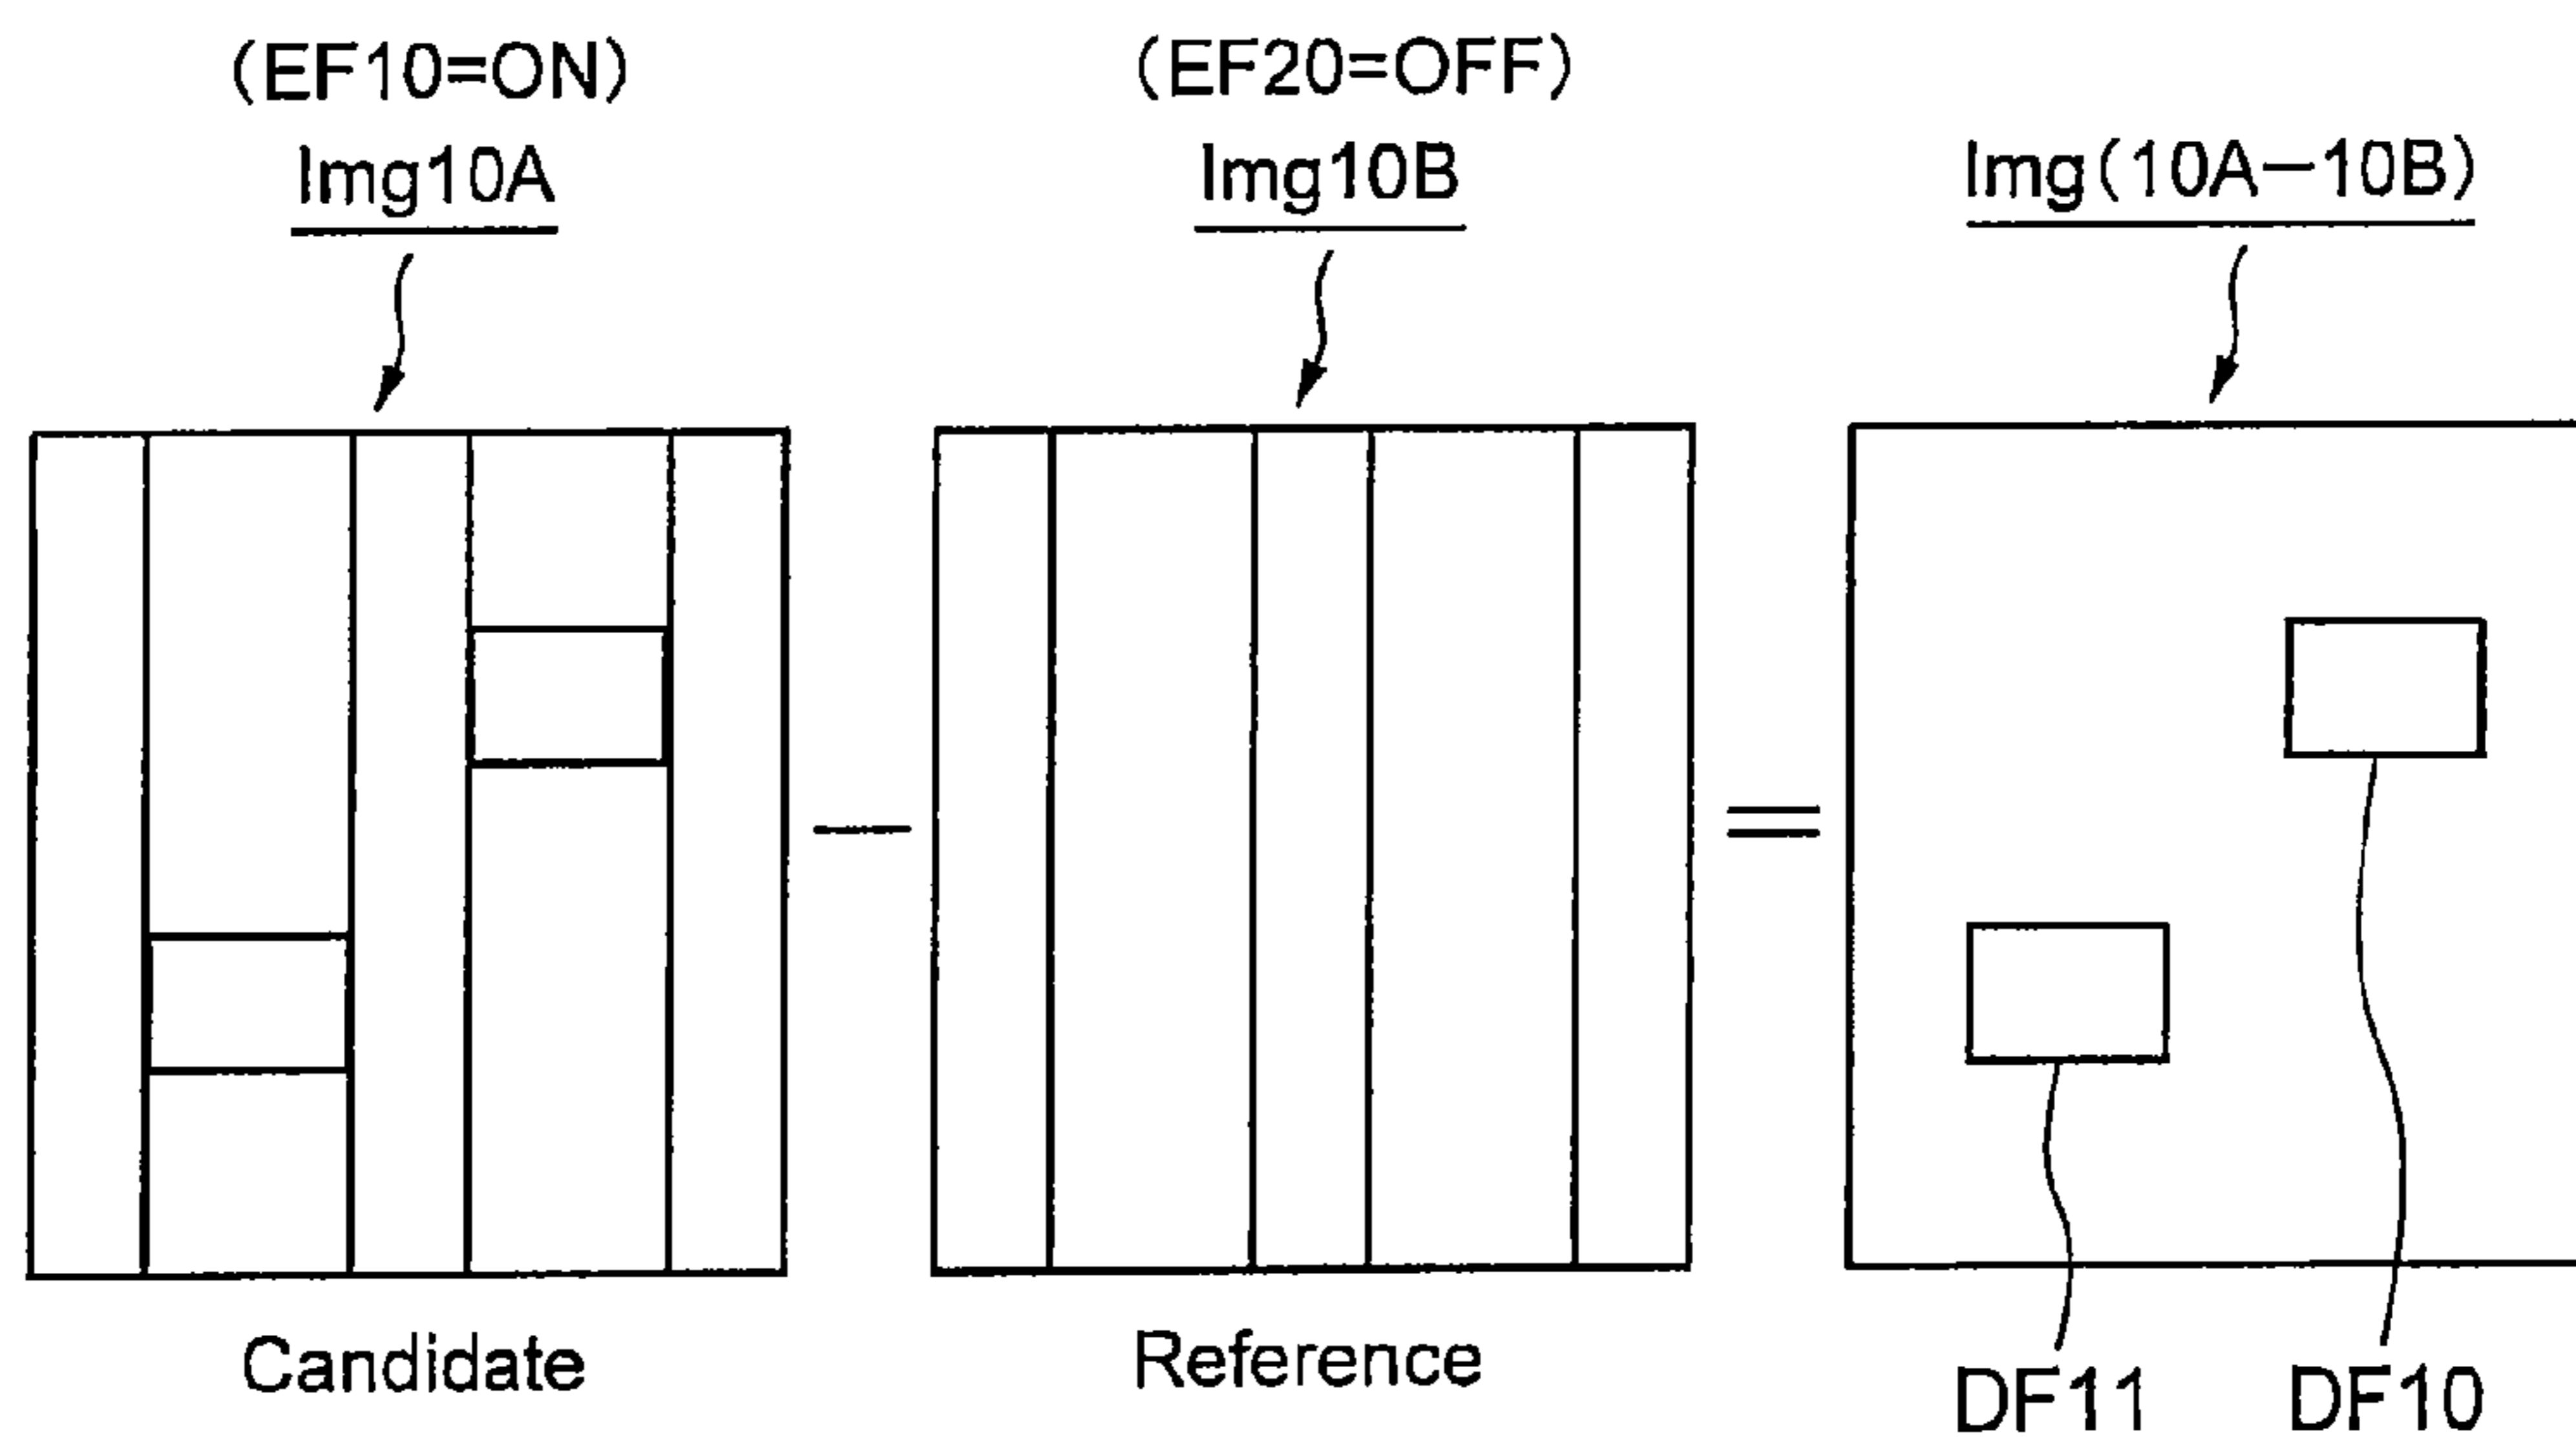 (EF10=ON)
Img10A
(EF20=OFF)
Img10B
Img(10A−10B)
Candidate
Reference
DF11
DF10